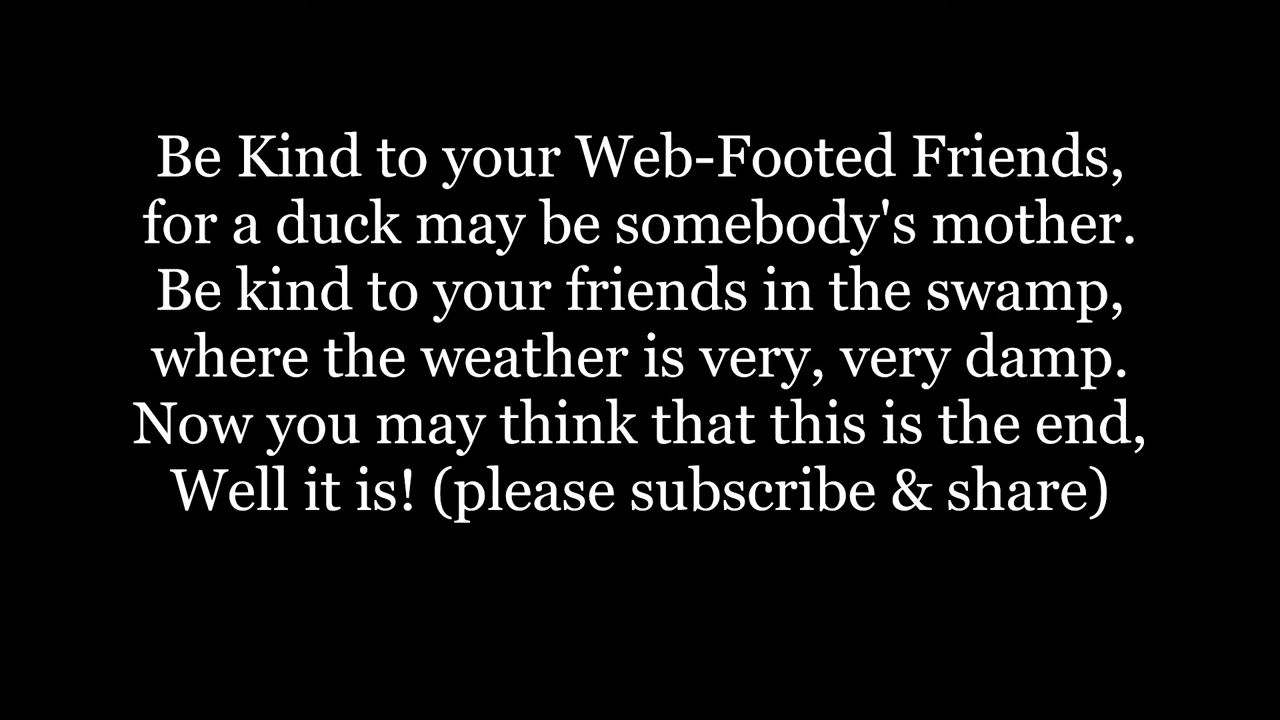 Be Kind to your Web-Footed Friends,
for a duck may be somebody's mother.
Be kind to your friends in the swamp,
where the weather is very, very damp.
Now you may think that this is the end,
Well it is! (please subscribe & share)